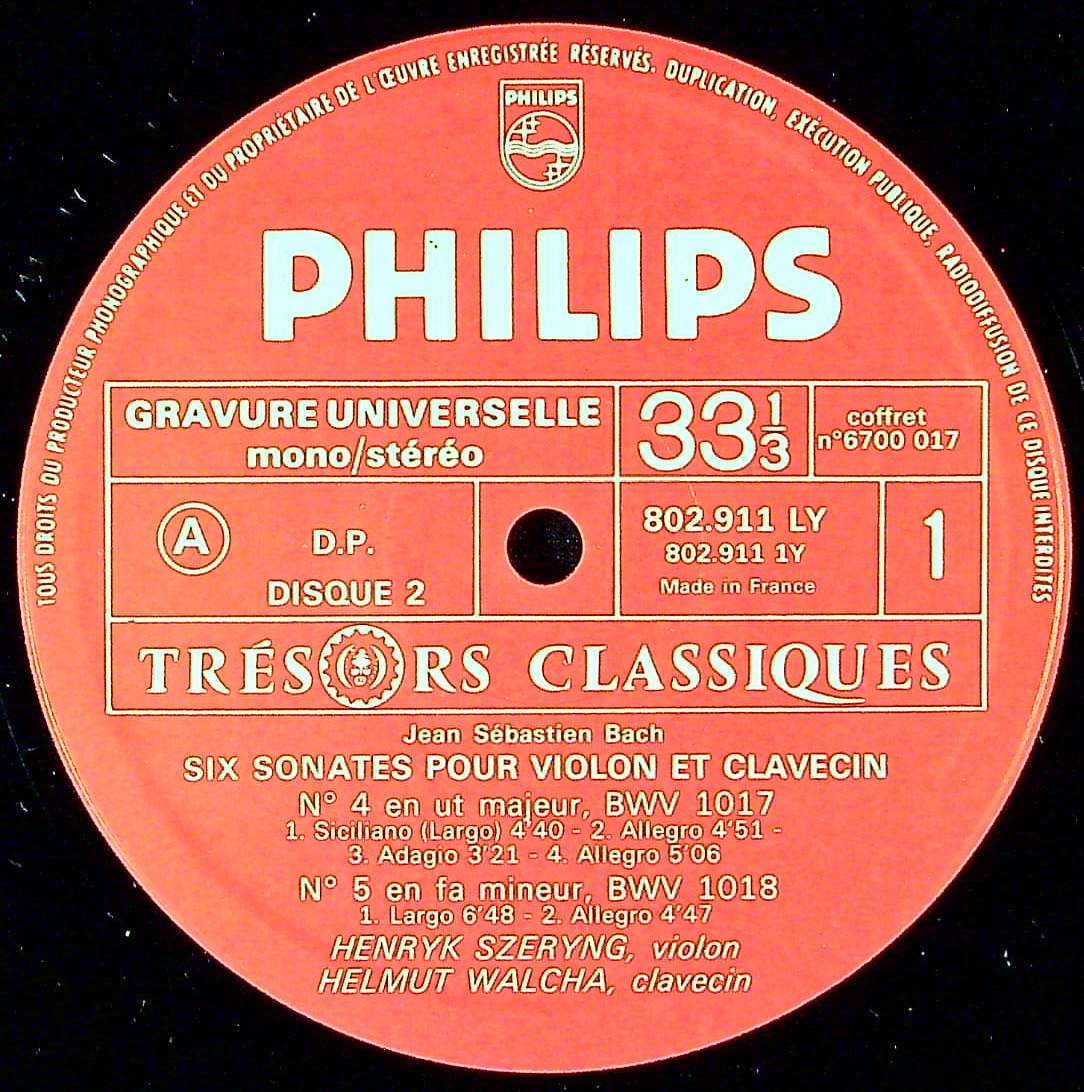 TOUS DROITS DU PRODUCTEUR PHONOGRAPHIQUE ET DU PROPRIÉTAIRE DE L'ŒUVRE ENREGISTRÉE RÉSERVÉS. DUPLICATION, EXÉCUTION PUBLIQUE, RADIODIFFUSION DE CE DISQUE INTERDITES
PHILIPS
PHILIPS
GRAVURE UNIVERSELLE
mono/stéréo
33 1/3
coffret
n°6700 017
A
D.P.
DISQUE 2
802.911 LY
802.911 1Y
Made in France
1
TRÉSORS CLASSIQUES
Jean Sébastien Bach
SIX SONATES POUR VIOLON ET CLAVECIN
N° 4 en ut majeur, BWV 1017
1. Siciliano (Largo) 4'40 - 2. Allegro 4'51 -
3. Adagio 3'21 - 4. Allegro 5'06
N° 5 en fa mineur, BWV 1018
1. Largo 6'48 - 2. Allegro 4'47
HENRYK SZERYNG, violon
HELMUT WALCHA, clavecin